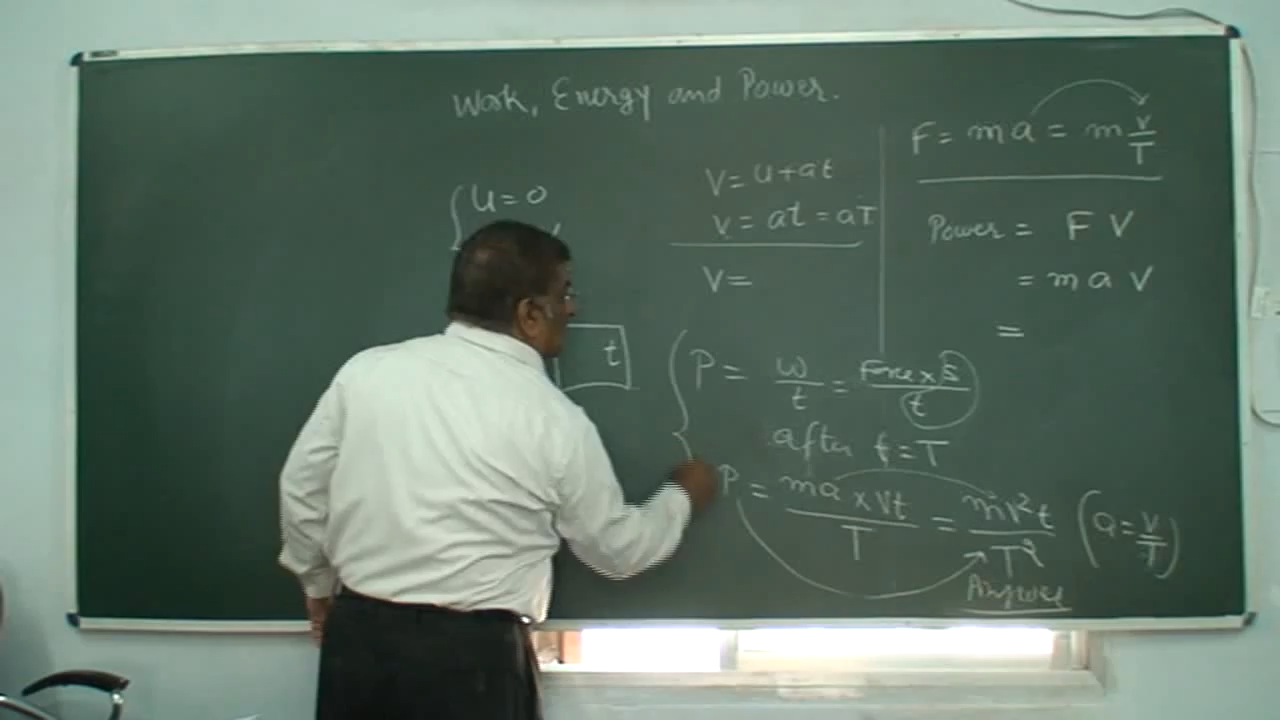 Work, Energy and Power.
U = 0
t
V = u + at
v = at = aT
V =
F = ma = m v/T
Power = F V
= m a V
=
P = w/t = Force × S/t
after t = T
P = ma × Vt/T = mv²t/T² (a = v/T)
Answer